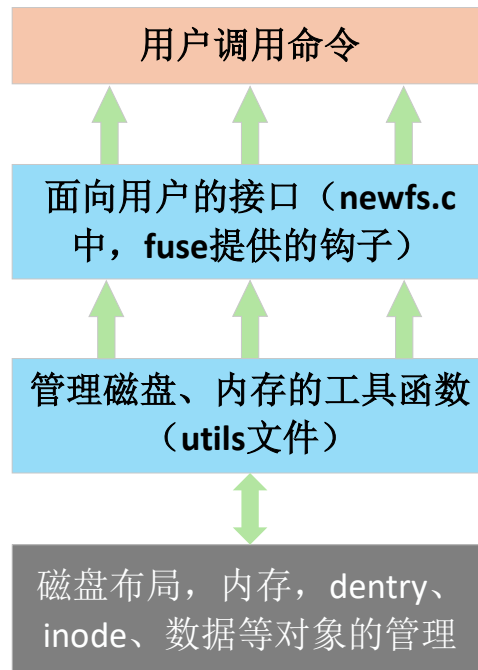 用户调用命令
面向用户的接口（newfs.c
中，fuse提供的钩子）
管理磁盘、内存的工具函数
（utils文件）
磁盘布局，内存，dentry、
inode、数据等对象的管理